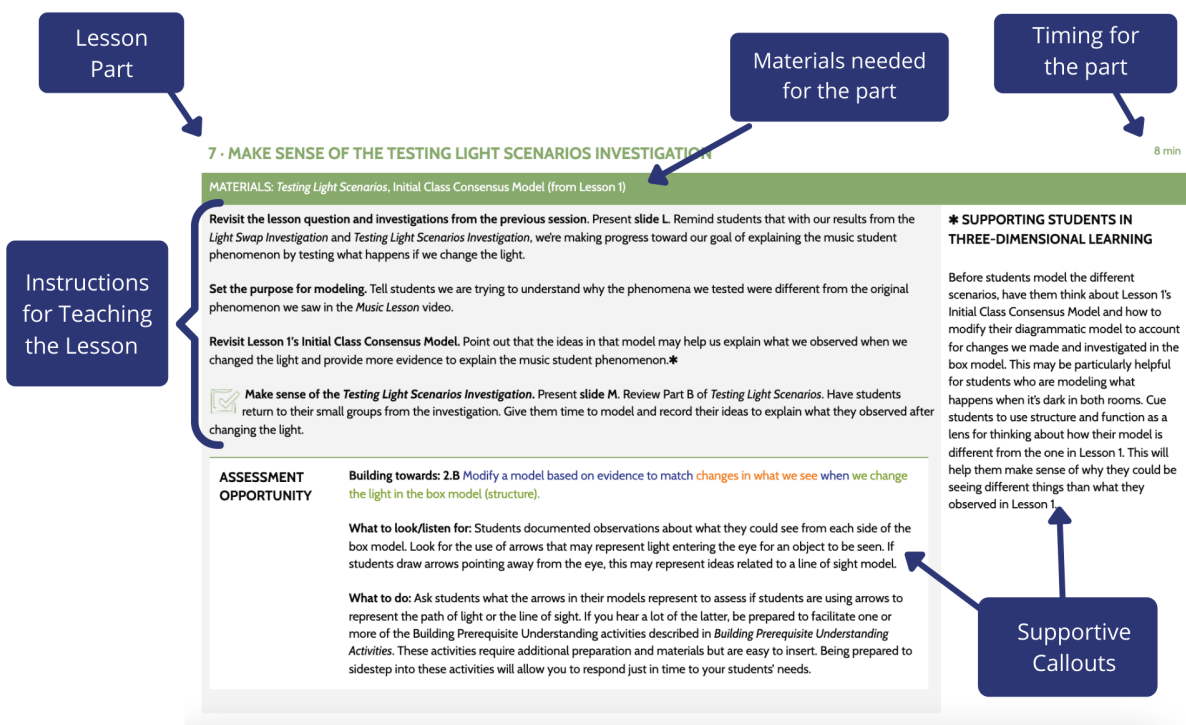 Lesson
Part
Materials needed
for the part
Timing for
the part
7 · MAKE SENSE OF THE TESTING LIGHT SCENARIOS INVESTIGATION
8 min
MATERIALS: Testing Light Scenarios, Initial Class Consensus Model (from Lesson 1)
Instructions
for Teaching
the Lesson
Revisit the lesson question and investigations from the previous session. Present slide L. Remind students that with our results from the
Light Swap Investigation and Testing Light Scenarios Investigation, we're making progress toward our goal of explaining the music student
phenomenon by testing what happens if we change the light.
Set the purpose for modeling. Tell students we are trying to understand why the phenomena we tested were different from the original
phenomenon we saw in the Music Lesson video.
Revisit Lesson 1's Initial Class Consensus Model. Point out that the ideas in that model may help us explain what we observed when we
changed the light and provide more evidence to explain the music student phenomenon.✱
Make sense of the Testing Light Scenarios Investigation. Present slide M. Review Part B of Testing Light Scenarios. Have students
return to their small groups from the investigation. Give them time to model and record their ideas to explain what they observed after
changing the light.
ASSESSMENT
OPPORTUNITY
Building towards: 2.B Modify a model based on evidence to match changes in what we see when we change
the light in the box model (structure).
What to look/listen for: Students documented observations about what they could see from each side of the
box model. Look for the use of arrows that may represent light entering the eye for an object to be seen. If
students draw arrows pointing away from the eye, this may represent ideas related to a line of sight model.
What to do: Ask students what the arrows in their models represent to assess if students are using arrows to
represent the path of light or the line of sight. If you hear a lot of the latter, be prepared to facilitate one or
more of the Building Prerequisite Understanding activities described in Building Prerequisite Understanding
Activities. These activities require additional preparation and materials but are easy to insert. Being prepared to
sidestep into these activities will allow you to respond just in time to your students' needs.
✱ SUPPORTING STUDENTS IN
THREE-DIMENSIONAL LEARNING
Before students model the different
scenarios, have them think about Lesson 1's
Initial Class Consensus Model and how to
modify their diagrammatic model to account
for changes we made and investigated in the
box model. This may be particularly helpful
for students who are modeling what
happens when it's dark in both rooms. Cue
students to use structure and function as a
lens for thinking about how their model is
different from the one in Lesson 1. This will
help them make sense of why they could be
seeing different things than what they
observed in Lesson 1.
Supportive
Callouts